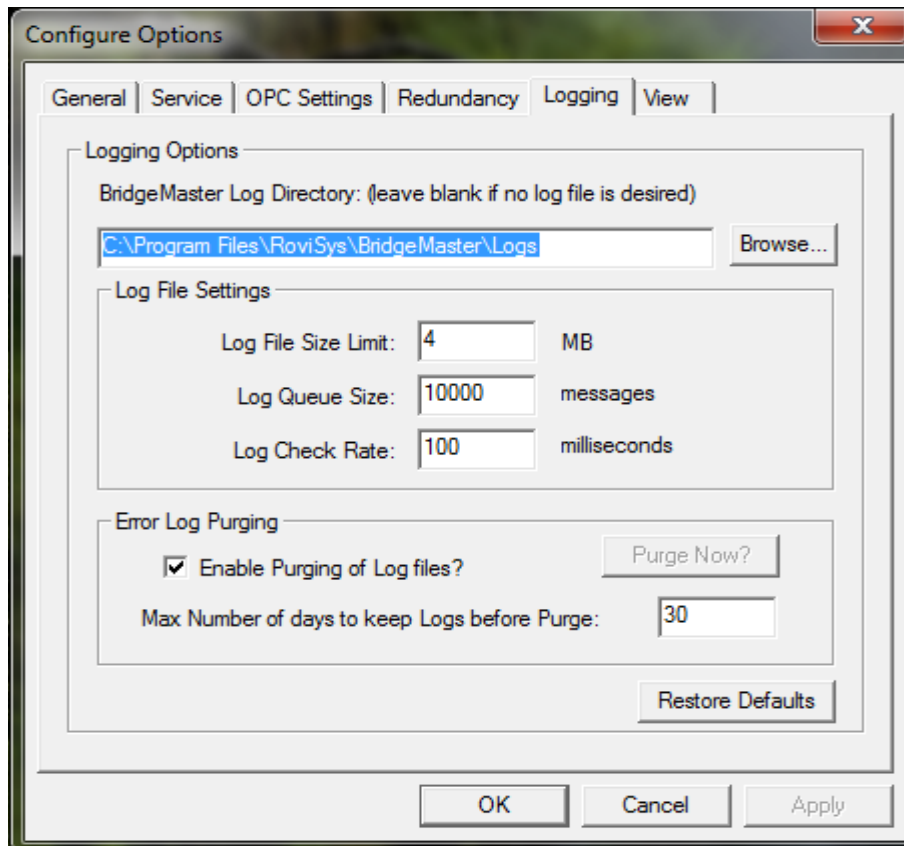 Configure Options
General Service OPC Settings Redundancy Logging View
Logging Options
BridgeMaster Log Directory: (leave blank if no log file is desired)
C:\Program Files\RoviSys\BridgeMaster\Logs Browse...
Log File Settings
Log File Size Limit: 4 MB
Log Queue Size: 10000 messages
Log Check Rate: 100 milliseconds
Error Log Purging
Enable Purging of Log files? Purge Now?
Max Number of days to keep Logs before Purge: 30
Restore Defaults
OK Cancel Apply